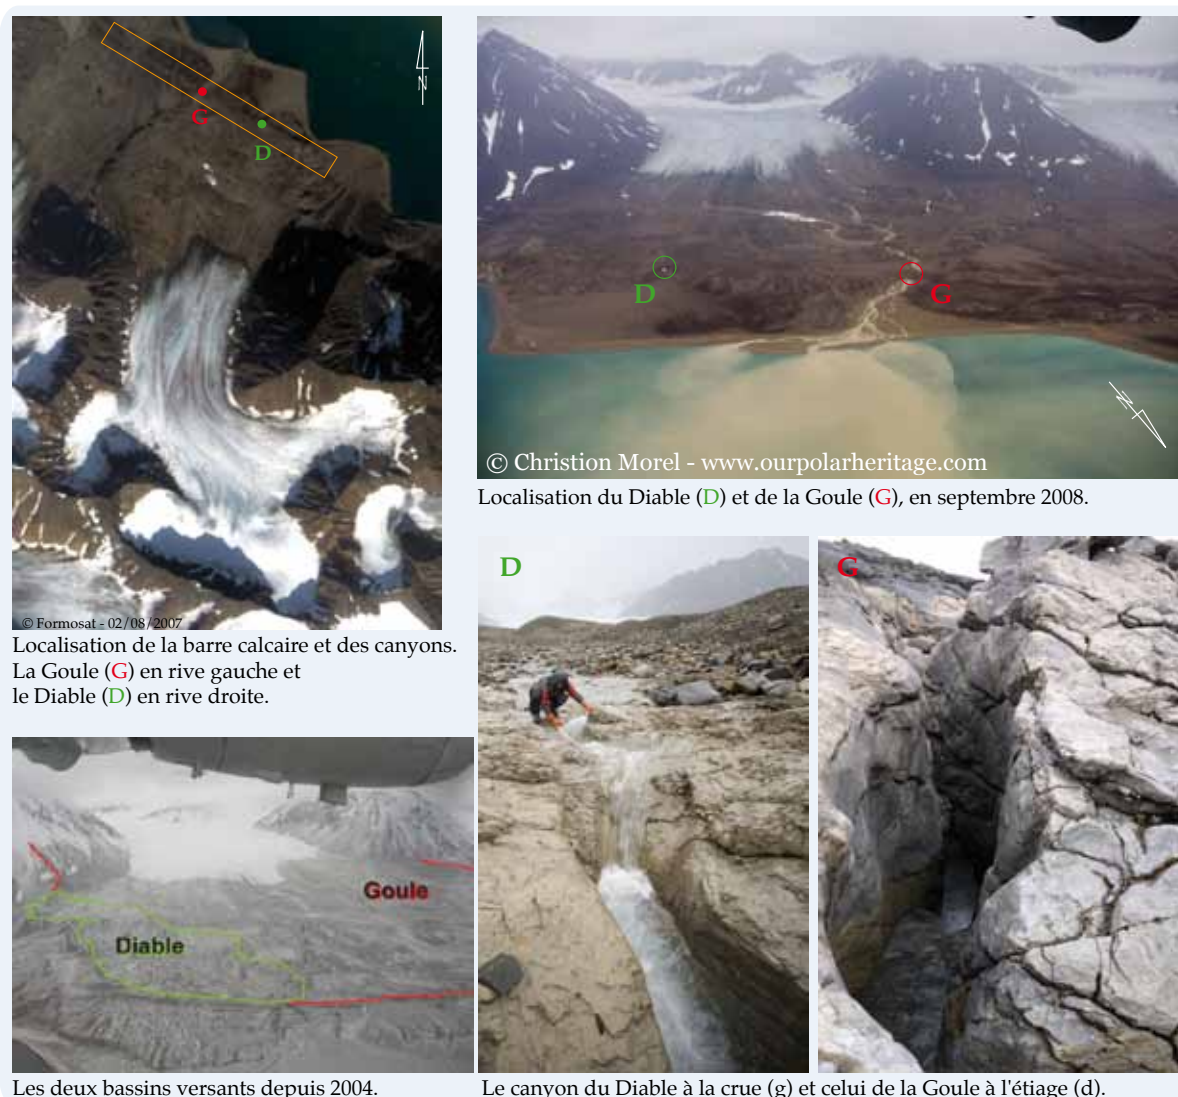 G
D
N
© Formosat - 02/08/2007
Localisation de la barre calcaire et des canyons.
La Goule (G) en rive gauche et
le Diable (D) en rive droite.
D
G
N
© Christion Morel - www.ourpolarheritage.com
Localisation du Diable (D) et de la Goule (G), en septembre 2008.
Goule
Diable
Les deux bassins versants depuis 2004.
D
G
Le canyon du Diable à la crue (g) et celui de la Goule à l'étiage (d).